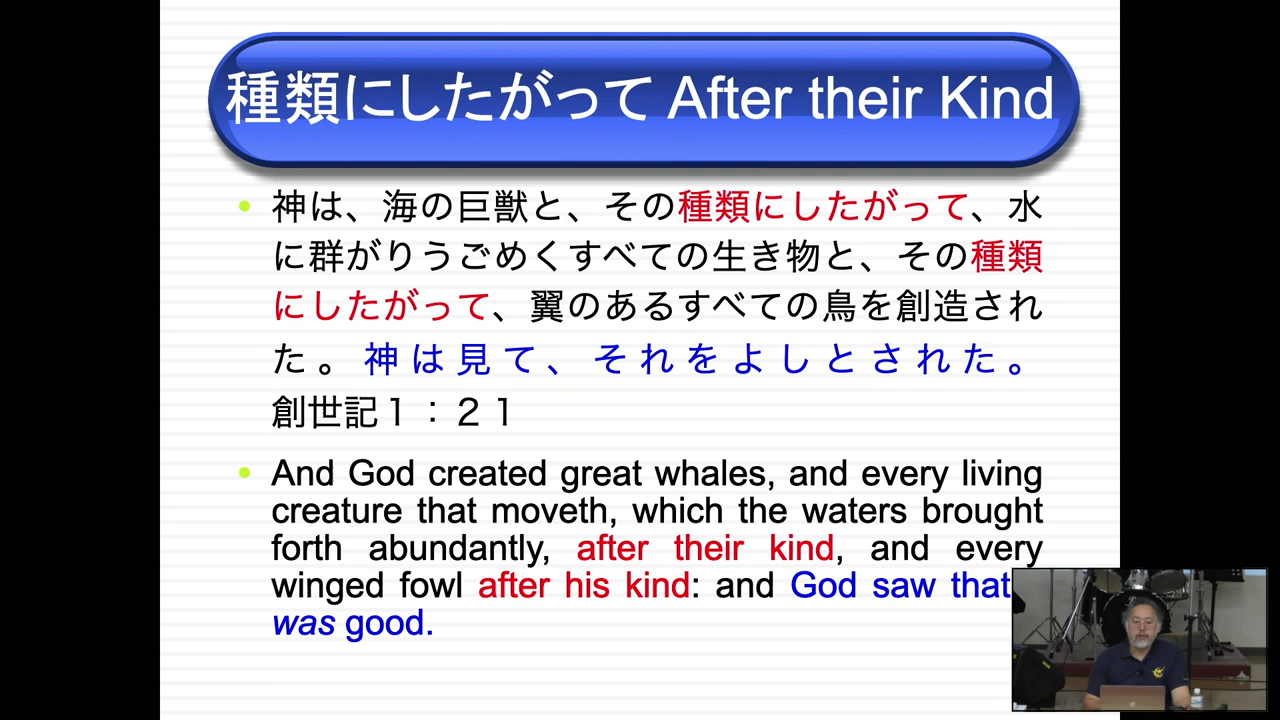 種類にしたがって After their Kind
神は、海の巨獣と、その種類にしたがって、水
に群がりうごめくすべての生き物と、その種類
にしたがって、翼のあるすべての鳥を創造され
た。神は見て、それをよしとされた。
創世記１：２１
And God created great whales, and every living
creature that moveth, which the waters brought
forth abundantly, after their kind, and every
winged fowl after his kind: and God saw that
was good.